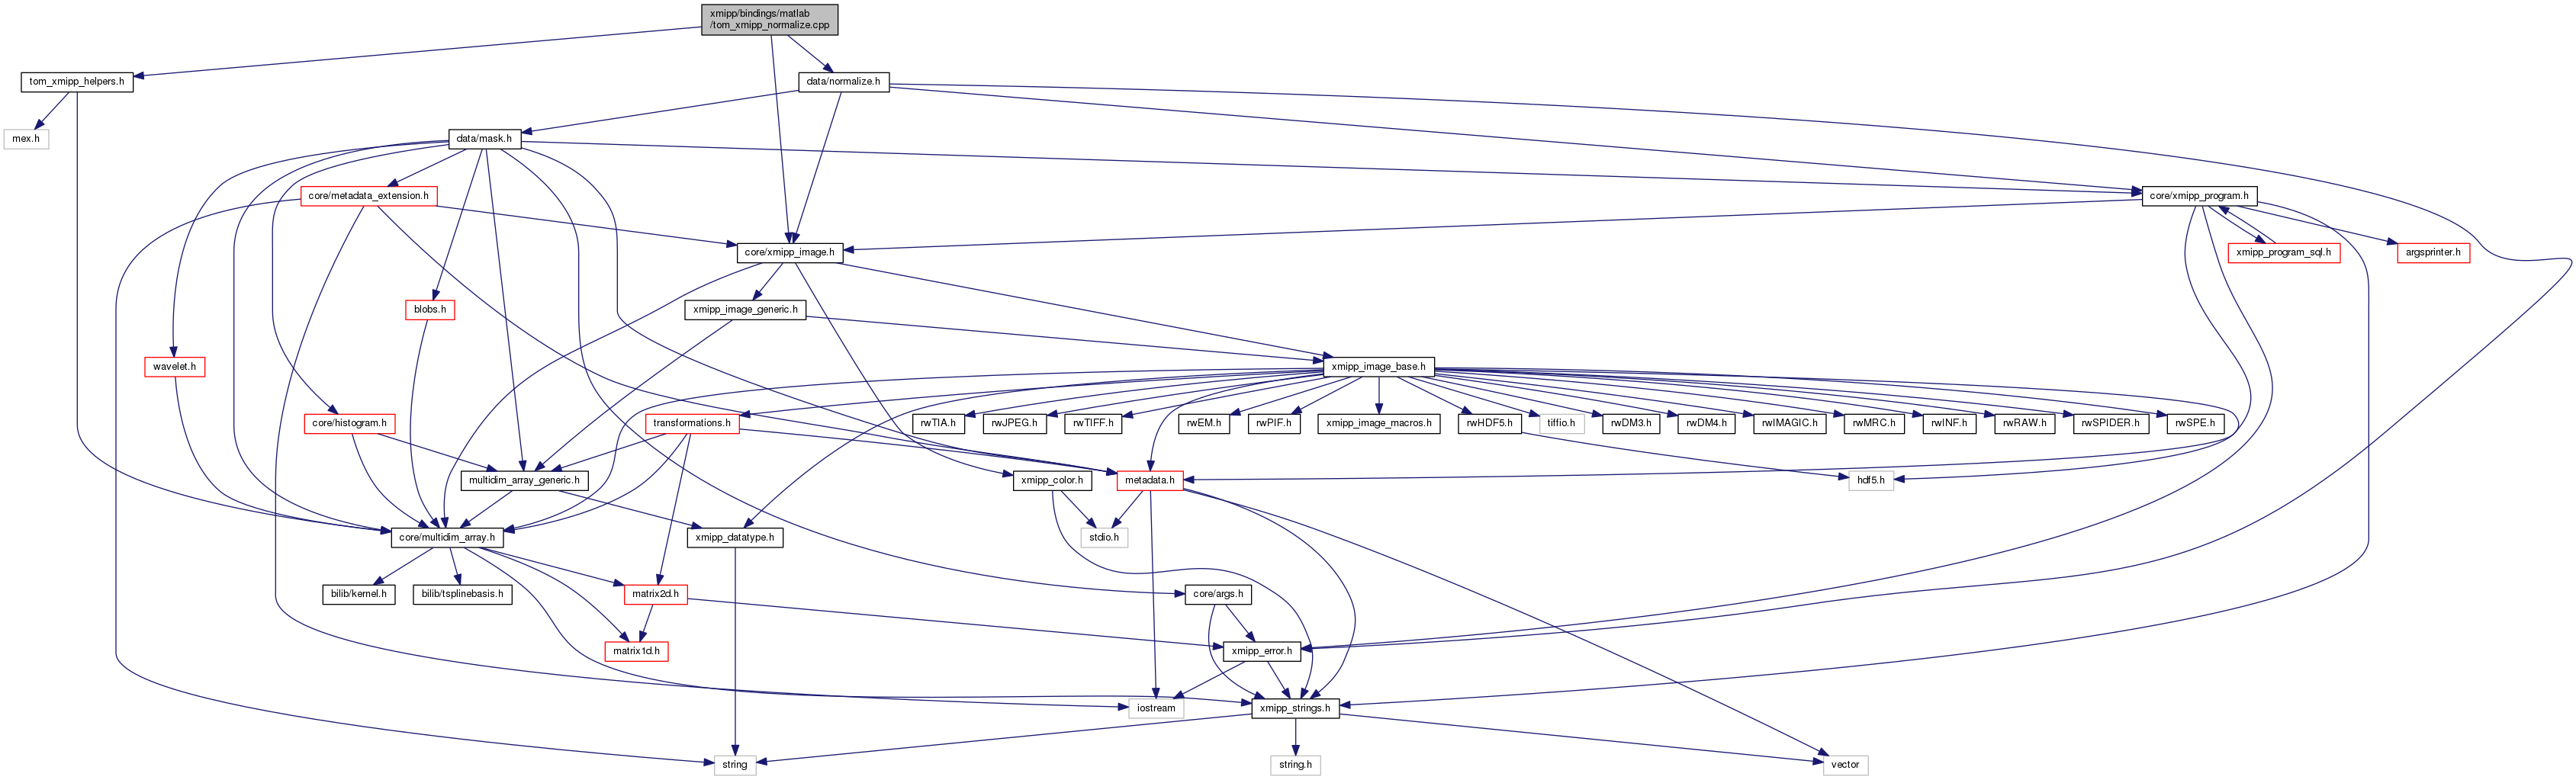 xmipp/bindings/matlab
/tom_xmipp_normalize.cpp
tom_xmipp_helpers.h
data/normalize.h
mex.h
data/mask.h
core/metadata_extension.h
core/xmipp_program.h
core/xmipp_image.h
xmipp_program_sql.h
argsprinter.h
blobs.h
xmipp_image_generic.h
wavelet.h
xmipp_image_base.h
core/histogram.h
transformations.h
rwTIA.h
rwJPEG.h
rwTIFF.h
rwEM.h
rwPIF.h
xmipp_image_macros.h
rwHDF5.h
tiffio.h
rwDM3.h
rwDM4.h
rwIMAGIC.h
rwMRC.h
rwINF.h
rwRAW.h
rwSPIDER.h
rwSPE.h
multidim_array_generic.h
xmipp_color.h
metadata.h
hdf5.h
core/multidim_array.h
xmipp_datatype.h
stdio.h
bilib/kernel.h
bilib/tsplinebasis.h
matrix2d.h
core/args.h
matrix1d.h
xmipp_error.h
iostream
xmipp_strings.h
string
string.h
vector